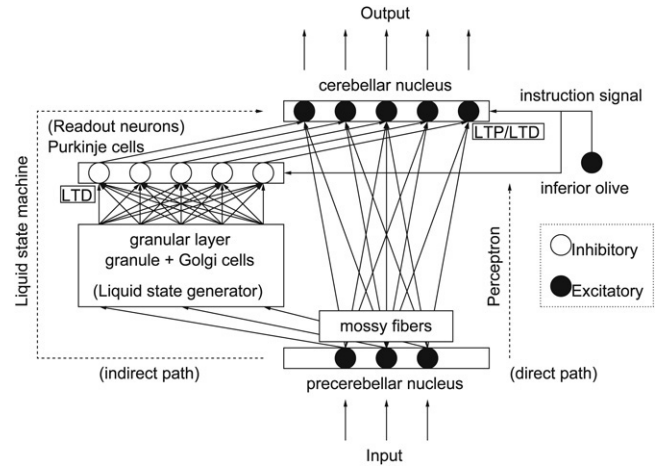 Output
cerebellar nucleus
instruction signal
(Readout neurons)
Purkinje cells
LTP/LTD
inferior olive
LTD
Liquid state machine
granular layer
granule + Golgi cells
(Liquid state generator)
Perceptron
Inhibitory
Excitatory
mossy fibers
(indirect path)
precerebellar nucleus
(direct path)
Input